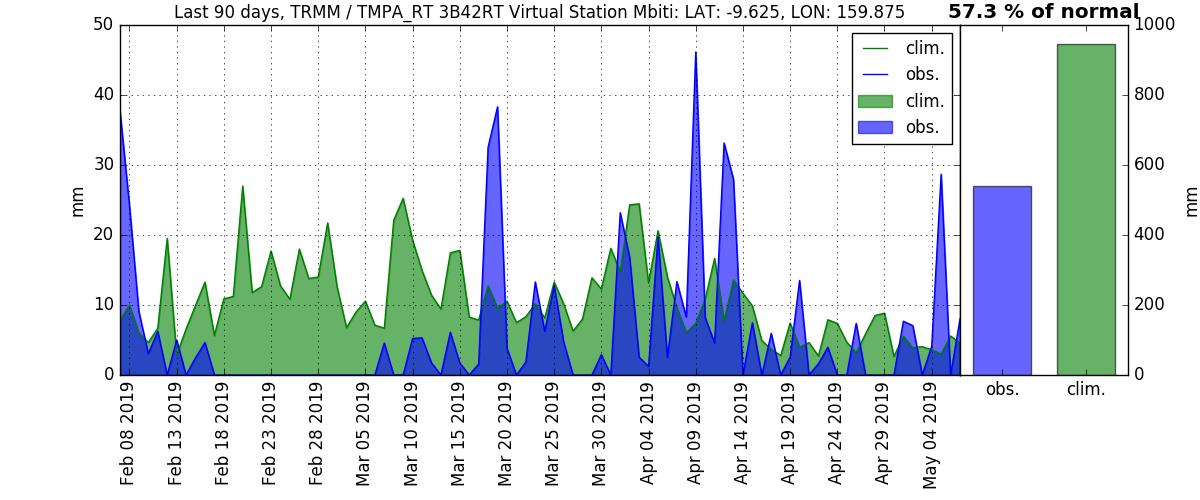 Last 90 days, TRMM / TMPA_RT 3B42RT Virtual Station Mbiti: LAT: -9.625, LON: 159.875
57.3 % of normal
50
40
30
20
10
0
mm
clim.
obs.
clim.
obs.
1000
800
600
400
200
0
mm
obs.
clim.
Feb 08 2019
Feb 13 2019
Feb 18 2019
Feb 23 2019
Feb 28 2019
Mar 05 2019
Mar 10 2019
Mar 15 2019
Mar 20 2019
Mar 25 2019
Mar 30 2019
Apr 04 2019
Apr 09 2019
Apr 14 2019
Apr 19 2019
Apr 24 2019
Apr 29 2019
May 04 2019